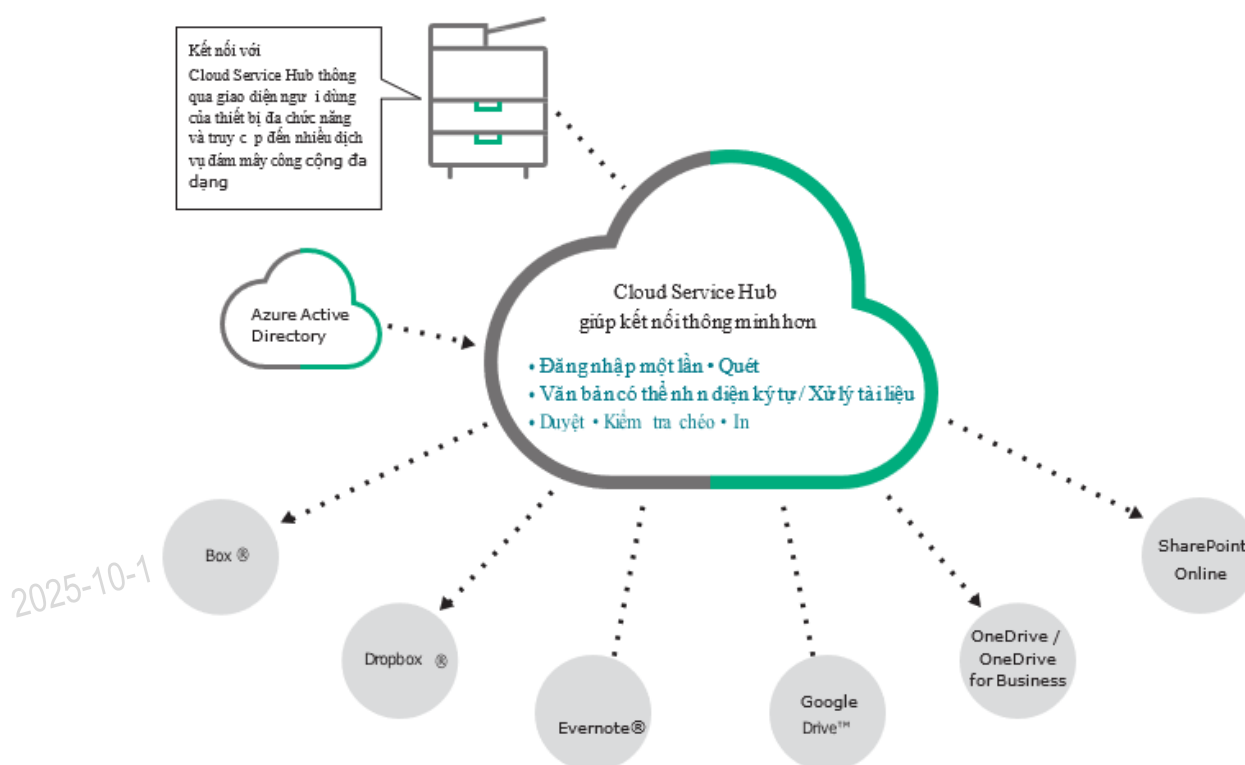 Kết nối với
Cloud Service Hub thông
qua giao diện ngư i dùng
của thiết bị đa chức năng
và truy c p đến nhiều dịch
vụ đám mây công cộng đa
dạng
Azure Active
Directory
Cloud Service Hub
giúp kết nối thông minh hơn
• Đăng nhập một lần • Quét
• Văn bản có thể nh n diện ký tự / Xử lý tài liệu
• Duyệt • Kiểm tra chéo • In
2025-10-1
Box ®
Dropbox ®
Evernote®
Google
Drive™
OneDrive /
OneDrive
for Business
SharePoint
Online